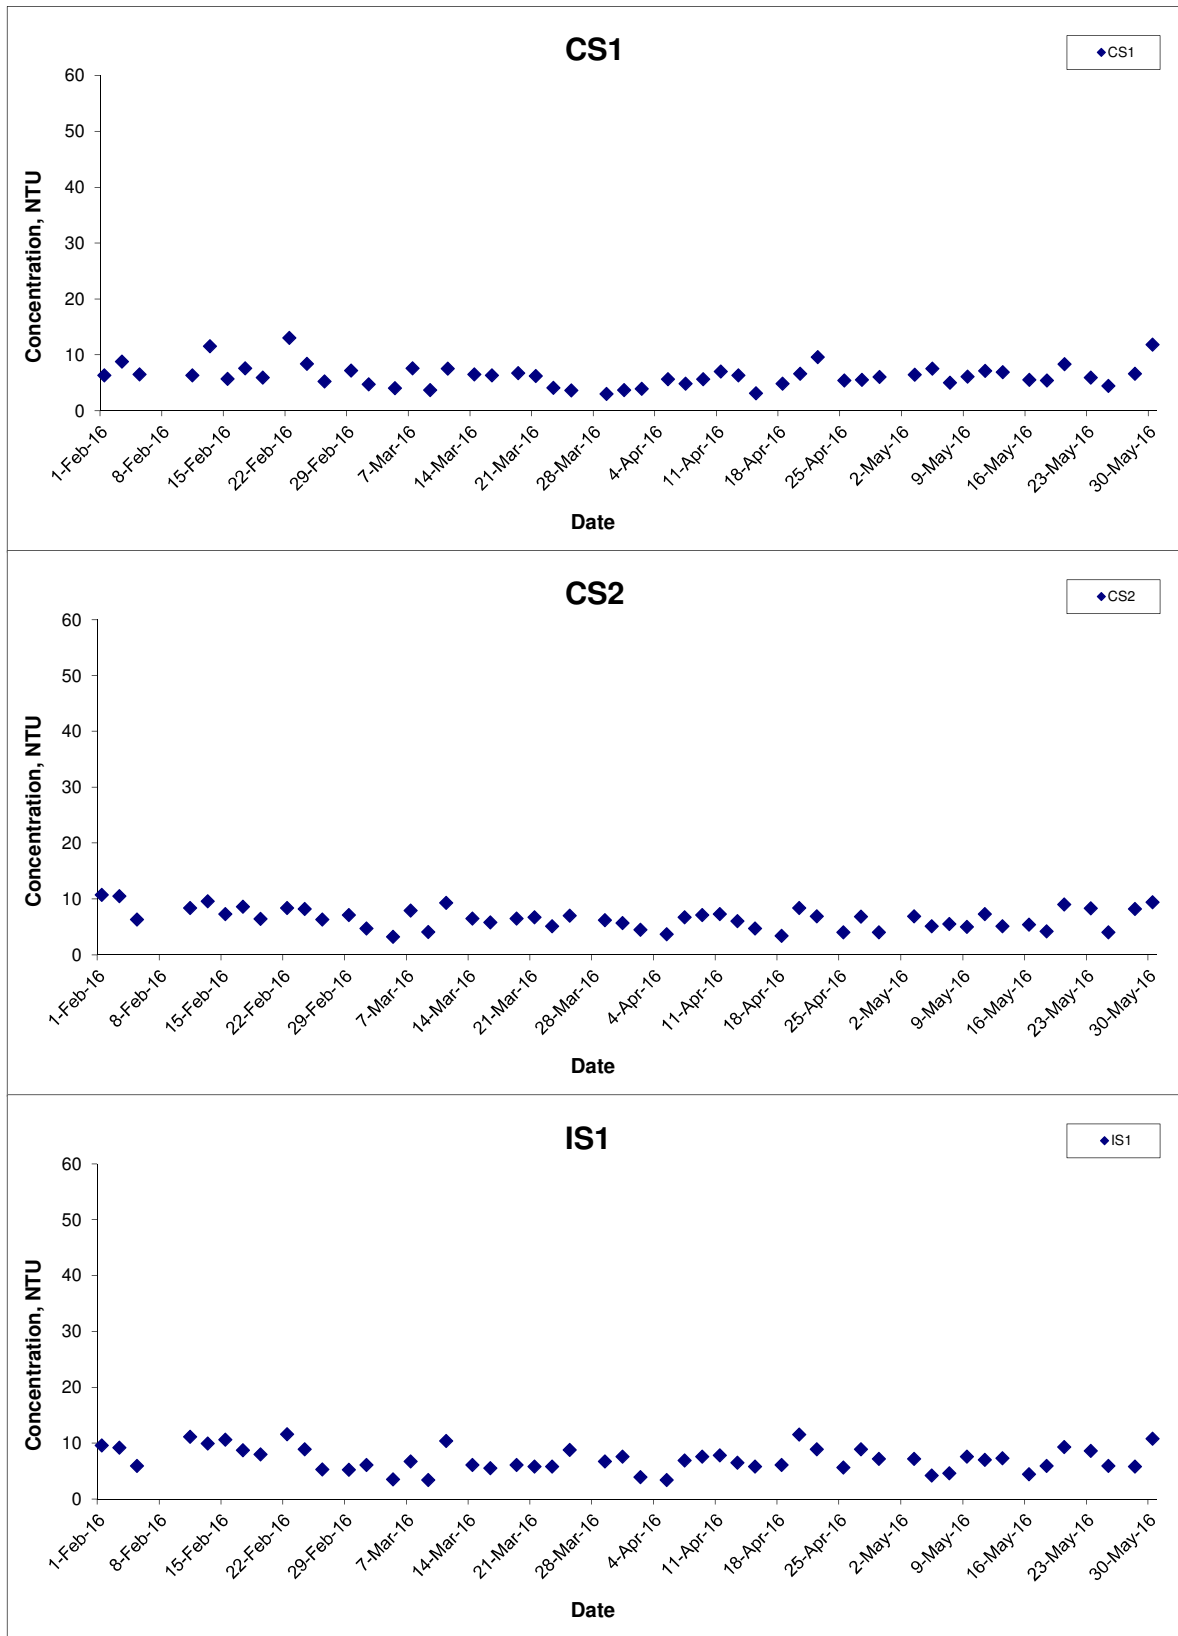 CS1
CS1
60
50
40
30
20
10
0
Concentration, NTU
1-Feb-16
8-Feb-16
15-Feb-16
22-Feb-16
29-Feb-16
7-Mar-16
14-Mar-16
21-Mar-16
28-Mar-16
4-Apr-16
11-Apr-16
18-Apr-16
25-Apr-16
2-May-16
9-May-16
16-May-16
23-May-16
30-May-16
Date
CS2
CS2
60
50
40
30
20
10
0
Concentration, NTU
1-Feb-16
8-Feb-16
15-Feb-16
22-Feb-16
29-Feb-16
7-Mar-16
14-Mar-16
21-Mar-16
28-Mar-16
4-Apr-16
11-Apr-16
18-Apr-16
25-Apr-16
2-May-16
9-May-16
16-May-16
23-May-16
30-May-16
Date
IS1
IS1
60
50
40
30
20
10
0
Concentration, NTU
1-Feb-16
8-Feb-16
15-Feb-16
22-Feb-16
29-Feb-16
7-Mar-16
14-Mar-16
21-Mar-16
28-Mar-16
4-Apr-16
11-Apr-16
18-Apr-16
25-Apr-16
2-May-16
9-May-16
16-May-16
23-May-16
30-May-16
Date